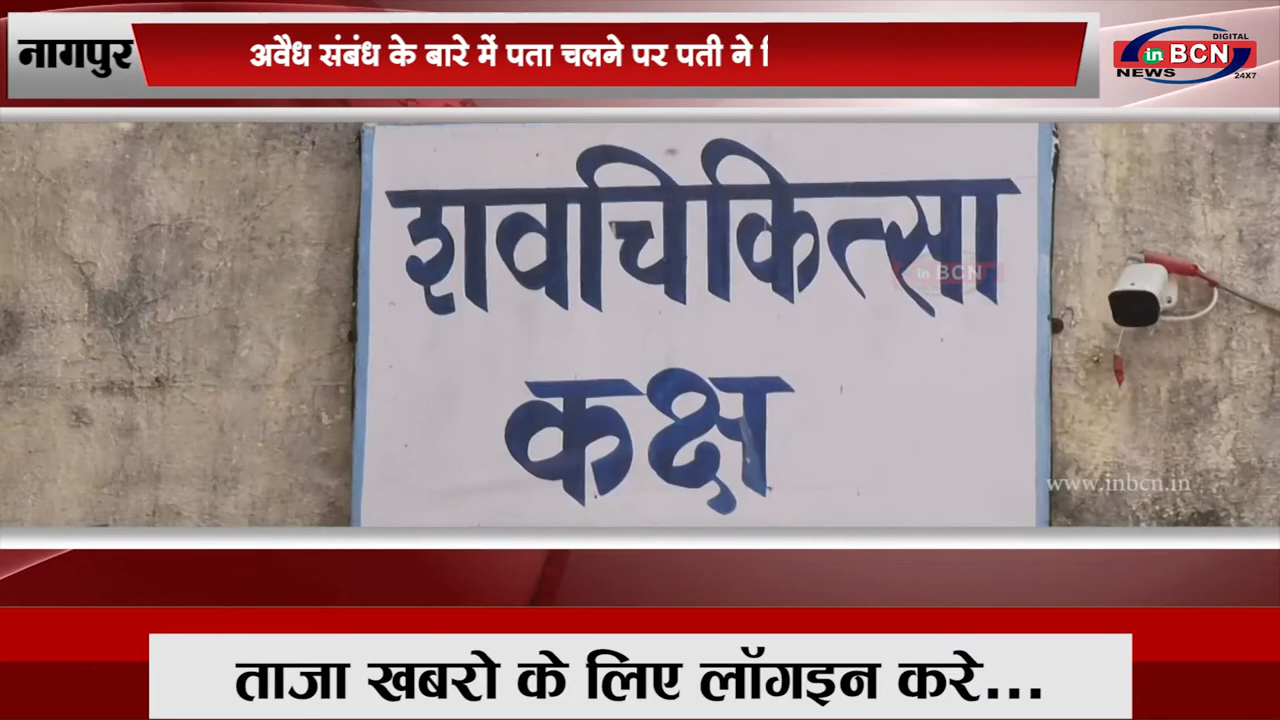 नागपुर
अवैध संबंध के बारे में पता चलने पर पती ने
DIGITAL
in BCN
NEWS 24X7
शवचिकित्सा
in BCN
कक्ष
www.inbcn.in
ताजा खबरो के लिए लॉगइन करे...